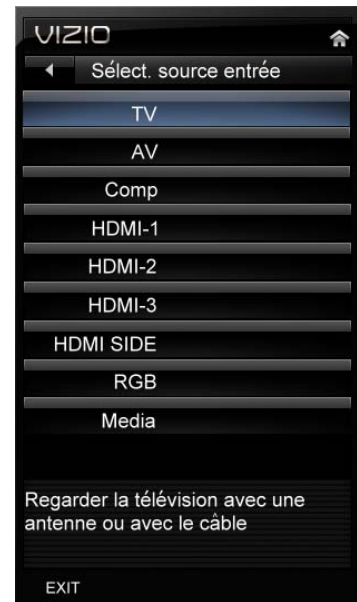 VIZIO
Sélect. source entrée
TV
AV
Comp
HDMI-1
HDMI-2
HDMI-3
HDMI SIDE
RGB
Media
Regarder la télévision avec une
antenne ou avec le câble
EXIT